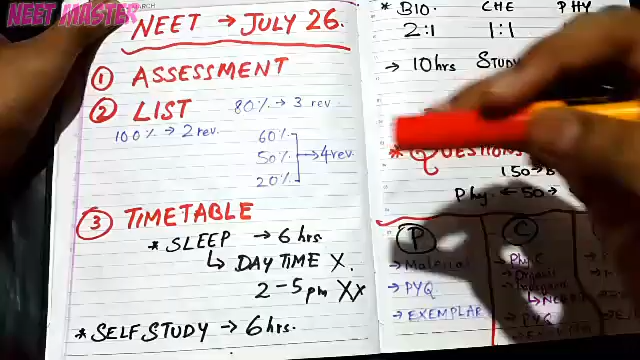 NEET MASTER
NEET → JULY 26.
① ASSESSMENT
② LIST 80% → 3 rev
100% → 2 rev.
60%
50% → 4 rev.
20%
③ TIMETABLE
* SLEEP → 6 hrs.
↳ DAY TIME X.
2-5 pm XX
* SELF STUDY → 6 hrs.
* BIO CHE PHY
2:1 1:1
→ 10 hrs STUDY
* QUESTIONS
150 →
Phy ← 50 →
P C
→ Material
→ PYQ
→ EXEMPLAR
→ Phy C
→ Organic
→ PYQ